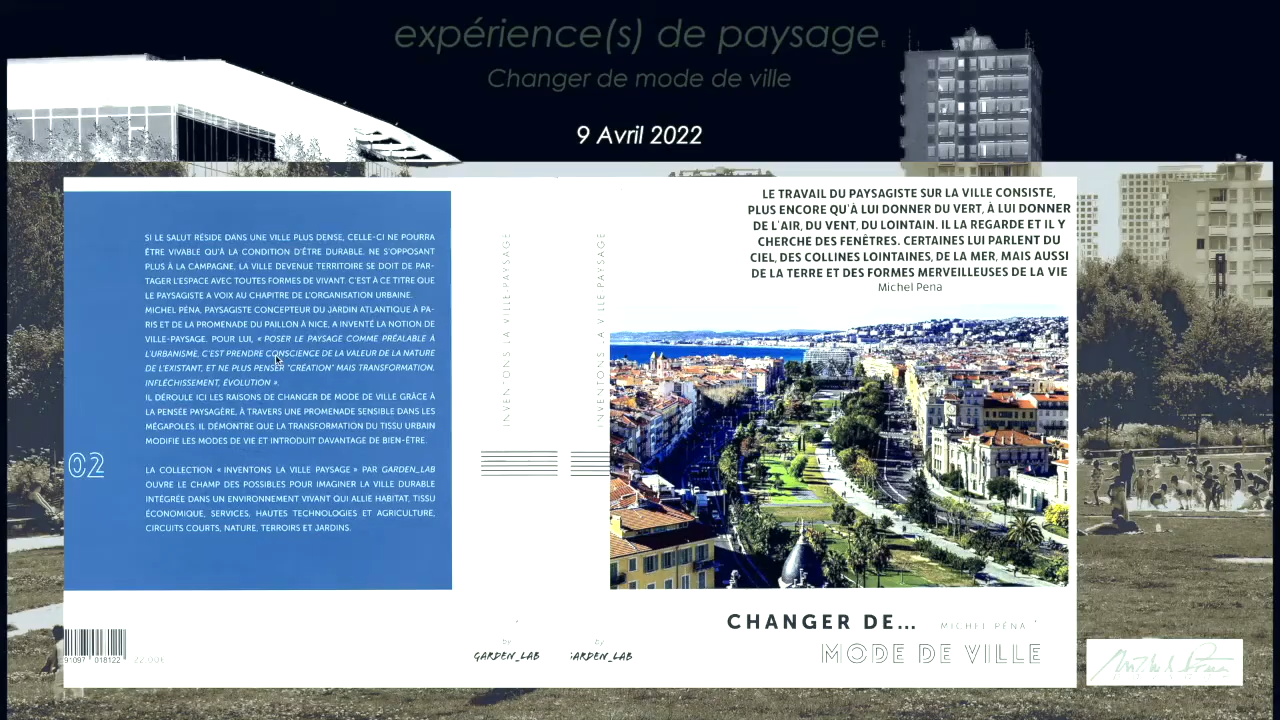 expérience(s) de paysage
Changer de mode de ville
9 Avril 2022
SI LE SALUT RÉSIDE DANS UNE VILLE PLUS DENSE, CELLE-CI NE POURRA
ÊTRE VIVABLE QU'À LA CONDITION D'ÊTRE DURABLE. NE S'OPPOSANT
PLUS À LA CAMPAGNE, LA VILLE DEVENUE TERRITOIRE SE DOIT DE PAR-
TAGER L'ESPACE AVEC TOUTES FORMES DE VIVANT. C'EST À CE TITRE QUE
LE PAYSAGISTE A VOIX AU CHAPITRE DE L'ORGANISATION URBAINE.
MICHEL PÉNA, PAYSAGISTE CONCEPTEUR DU JARDIN ATLANTIQUE À PA-
RIS ET DE LA PROMENADE DU PAILLON À NICE, A INVENTÉ LA NOTION DE
VILLE-PAYSAGE. POUR LUI, « POSER LE PAYSAGE COMME PRÉALABLE À
L'URBANISME, C'EST PRENDRE CONSCIENCE DE LA VALEUR DE LA NATURE
DE L'EXISTANT, ET NE PLUS PENSER "CRÉATION" MAIS TRANSFORMATION,
INFLÉCHISSEMENT, ÉVOLUTION ».
IL DÉROULE ICI LES RAISONS DE CHANGER DE MODE DE VILLE GRÂCE À
LA PENSÉE PAYSAGÈRE, À TRAVERS UNE PROMENADE SENSIBLE DANS LES
MÉGAPOLES. IL DÉMONTRE QUE LA TRANSFORMATION DU TISSU URBAIN
MODIFIE LES MODES DE VIE ET INTRODUIT DAVANTAGE DE BIEN-ÊTRE.
02
LA COLLECTION « INVENTONS LA VILLE PAYSAGE » PAR GARDEN_LAB
OUVRE LE CHAMP DES POSSIBLES POUR IMAGINER LA VILLE DURABLE
INTÉGRÉE DANS UN ENVIRONNEMENT VIVANT QUI ALLIE HABITAT, TISSU
ÉCONOMIQUE, SERVICES, HAUTES TECHNOLOGIES ET AGRICULTURE,
CIRCUITS COURTS, NATURE, TERROIRS ET JARDINS.
91097 018122 22.00€
INVENTONS LA VILLE-PAYSAGE
by
GARDEN_LAB
by
ARDEN_LAB
LE TRAVAIL DU PAYSAGISTE SUR LA VILLE CONSISTE,
PLUS ENCORE QU'À LUI DONNER DU VERT, À LUI DONNER
DE L'AIR, DU VENT, DU LOINTAIN. IL LA REGARDE ET IL Y
CHERCHE DES FENÊTRES. CERTAINES LUI PARLENT DU
CIEL, DES COLLINES LOINTAINES, DE LA MER, MAIS AUSSI
DE LA TERRE ET DES FORMES MERVEILLEUSES DE LA VIE
Michel Pena
CHANGER DE... MICHEL PÉNA
MODE DE VILLE